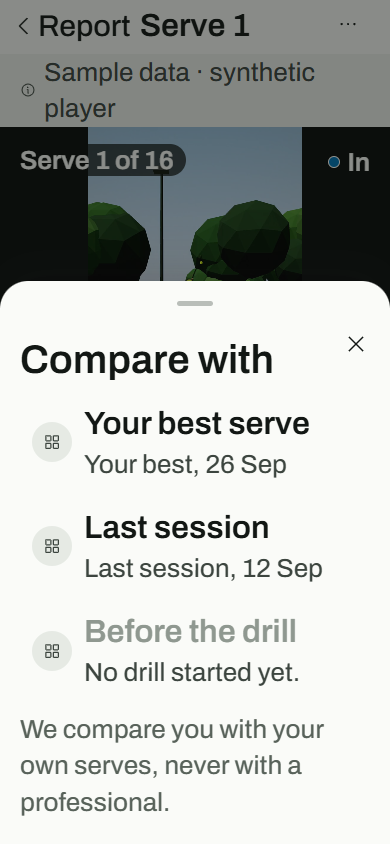 Report Serve 1
Sample data · synthetic
player
Serve 1 of 16
In
Compare with
Your best serve
Your best, 26 Sep
Last session
Last session, 12 Sep
Before the drill
No drill started yet.
We compare you with your
own serves, never with a
professional.